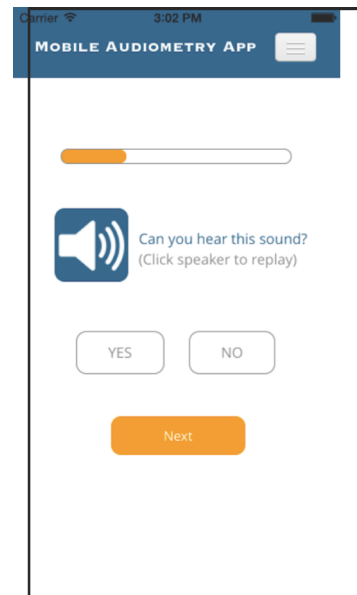 Carrier 3:02 PM
MOBILE AUDIOMETRY APP
Can you hear this sound?
(Click speaker to replay)
YES NO
Next